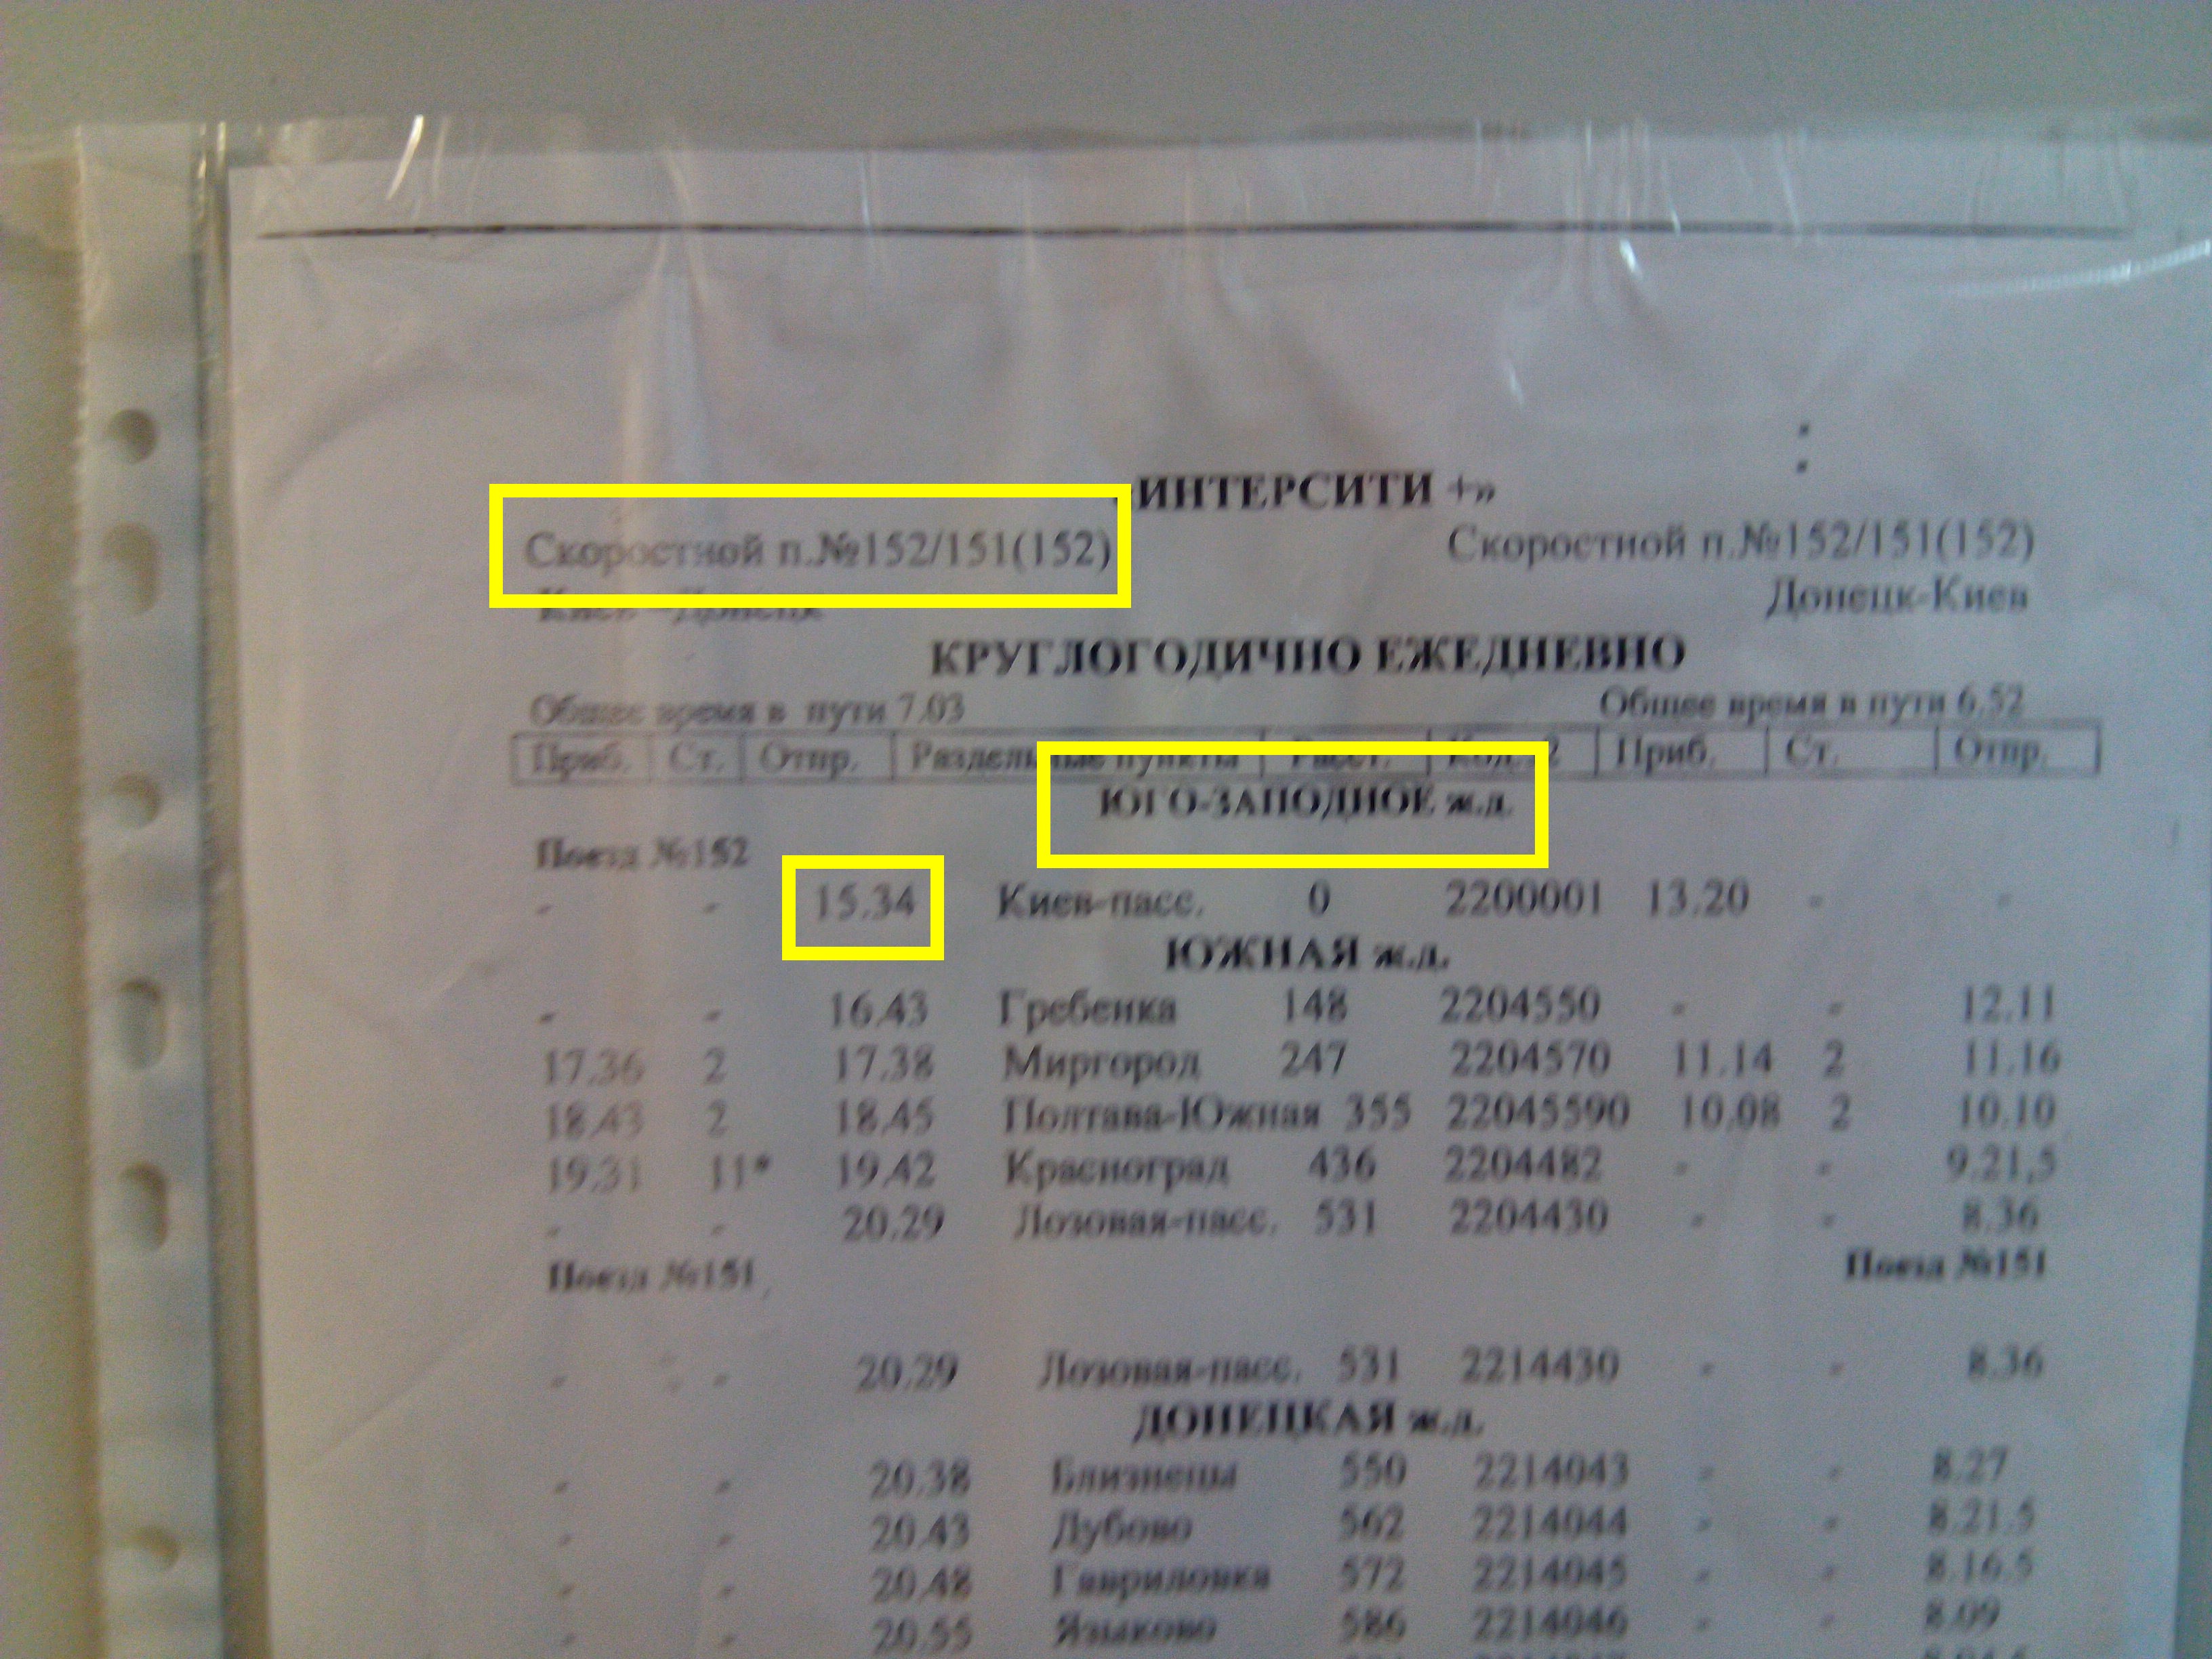 «ИНТЕРСИТИ +»
Скоростной п.№152/151(152) Скоростной п.№152/151(152)
Киев – Донецк Донецк-Киев
КРУГЛОГОДИЧНО ЕЖЕДНЕВНО
Общее время в пути 7.03 Общее время в пути 6.52
Приб. Ст. Отпр. Раздельные пункты Расст. Приб. Ст. Отпр.
ЮГО-ЗАПОДНОЕ ж.д.
Поезд №152
- - 15.34 Киев-пасс. 0 2200001 13.20 - -
ЮЖНАЯ ж.д.
- - 16.43 Гребенка 148 2204550 - - 12.11
17.36 2 17.38 Миргород 247 2204570 11.14 2 11.16
18.43 2 18.45 Полтава-Южная 355 22045590 10.08 2 10.10
19.31 11* 19.42 Красноград 436 2204482 - - 9.21,5
- - 20.29 Лозовая-пасс. 531 2204430 - - 8.36
Поезд №151 Поезд №151
- - 20.29 Лозовая-пасс. 531 2214430 - - 8.36
ДОНЕЦКАЯ ж.д.
- - 20.38 Близнецы 550 2214043 - - 8.27
- - 20.43 Дубово 562 2214044 - - 8.21.5
- - 20.48 Гавриловка 572 2214045 - - 8.16.5
- - 20.55 Языково 586 2214046 - - 8.09